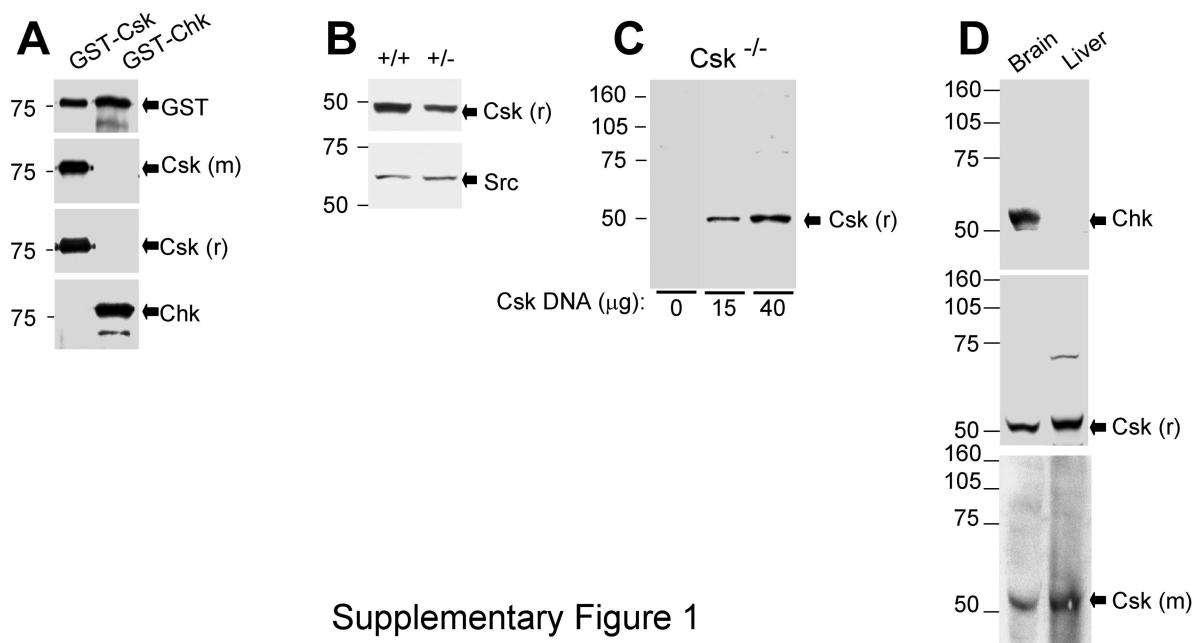 A
GST-Csk
GST-Chk
75
GST
75
Csk (m)
75
Csk (r)
75
Chk
B
+/+ +/-
50
Csk (r)
75
Src
50
C
Csk -/-
160
105
75
50
Csk (r)
Csk DNA (μg): 0 15 40
D
Brain
Liver
160
105
75
50
Chk
160
105
75
50
Csk (r)
160
105
75
50
Csk (m)
Supplementary Figure 1